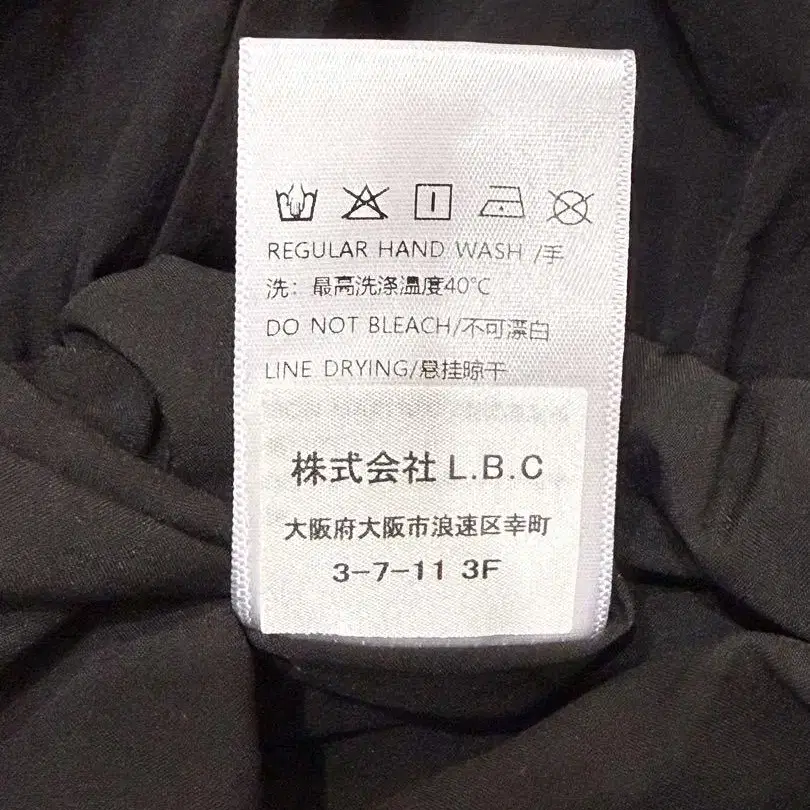 REGULAR HAND WASH /手
洗：最高洗涤温度40℃
DO NOT BLEACH/不可漂白
LINE DRYING/悬挂晾干
株式会社 L.B.C
大阪府大阪市浪速区幸町
3-7-11 3F